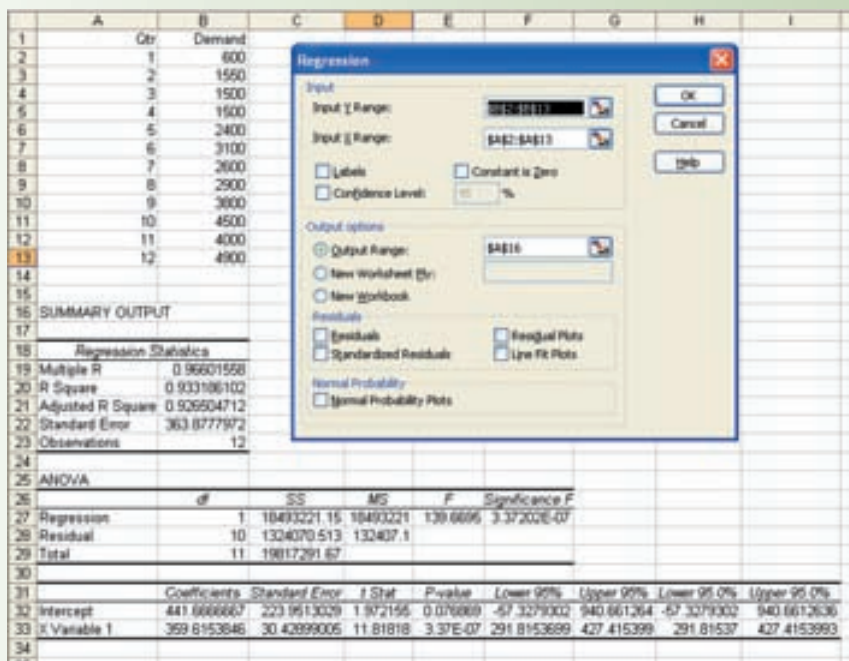 A B C D E F G H I
1 Qtr Demand
2 1 600
3 2 1550
4 3 1500
5 4 1500
6 5 2400
7 6 3100
8 7 2600
9 8 2900
10 9 3800
11 10 4500
12 11 4000
13 12 4900
14
15
16 SUMMARY OUTPUT
17
18 Regression Statistics
19 Multiple R 0.96601558
20 R Square 0.933186102
21 Adjusted R Square 0.926504712
22 Standard Error 363.8777972
23 Observations 12
24
25 ANOVA
26 df SS MS F Significance F
27 Regression 1 18493221.15 18493221 139.6695 3.37202E-07
28 Residual 10 1324070.513 132407.1
29 Total 11 19817291.67
30
31 Coefficients Standard Error t Stat P-value Lower 95% Upper 95% Lower 95.0% Upper 95.0%
32 Intercept 441.6666667 223.9513029 1.972155 0.076869 -57.3279302 940.661264 -57.3279302 940.6612636
33 X Variable 1 359.6153846 30.42899005 11.81818 3.37E-07 291.8153699 427.415399 291.81537 427.4153993
34
Regression
Input
Input Y Range:
Input X Range: $A$2:$A$13
Labels Constant is Zero
Confidence Level: %
Output options
Output Range: $A$16
New Worksheet Ply:
New Workbook
Residuals
Residuals Residual Plots
Standardized Residuals Line Fit Plots
Normal Probability
Normal Probability Plots
OK
Cancel
Help